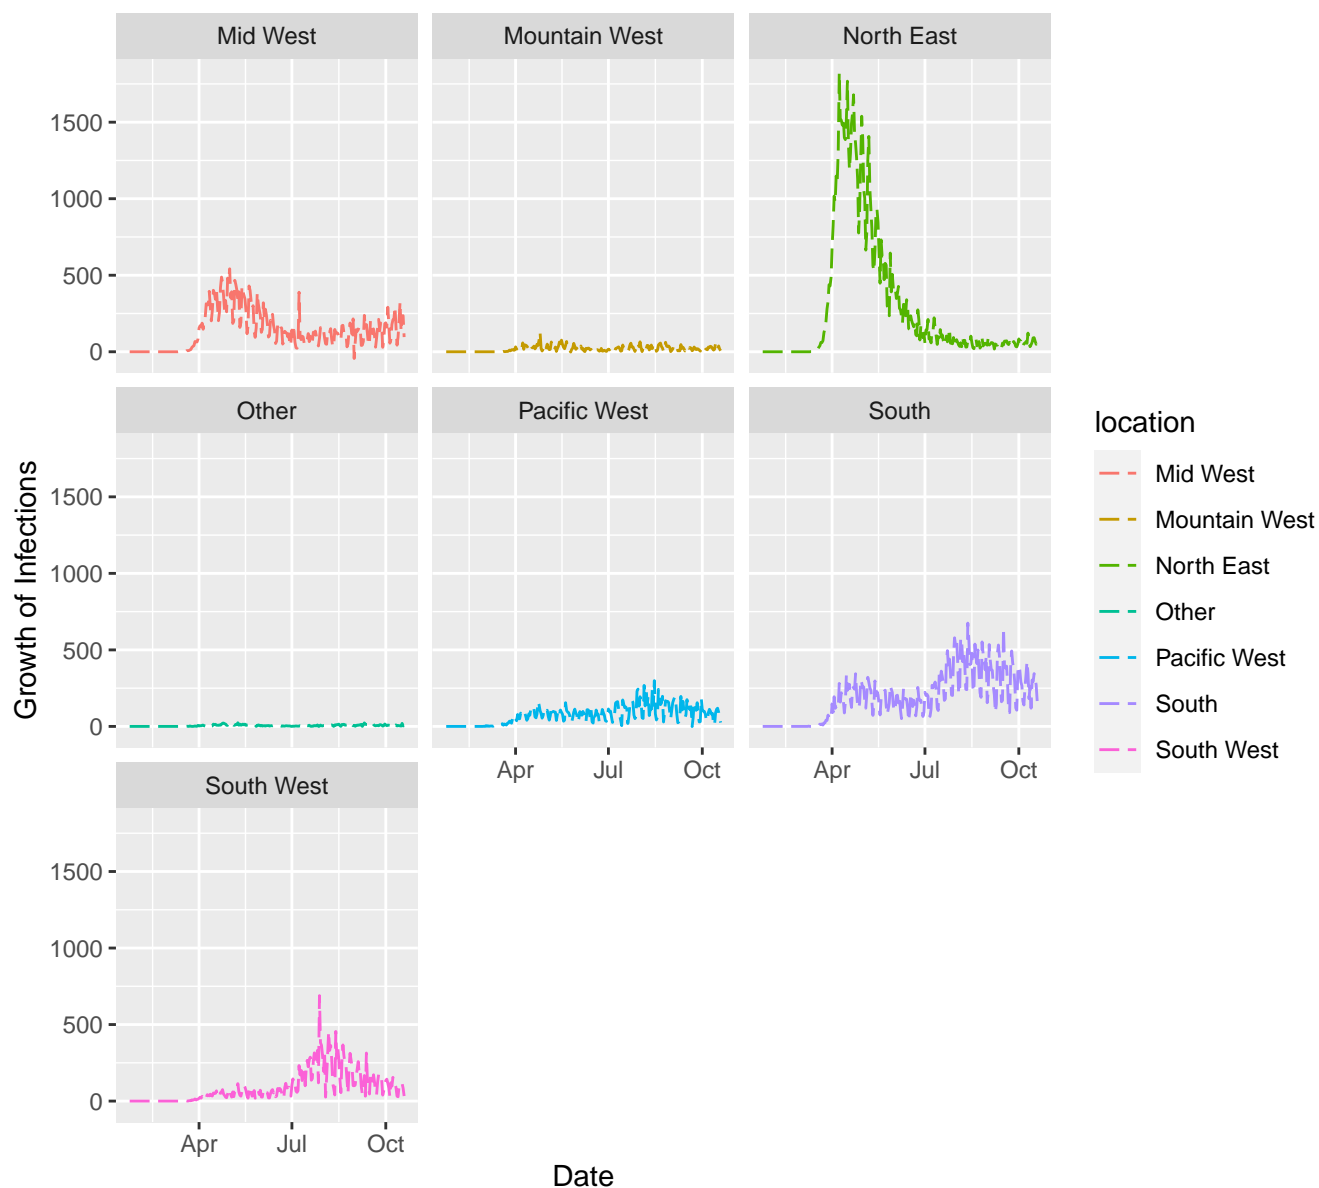 Mid West
Mountain West
North East
1500
1000
500
0
Other
Pacific West
South
1500
1000
500
0
Apr
Jul
Oct
Apr
Jul
Oct
South West
1500
1000
500
0
Apr
Jul
Oct
Date
Growth of Infections
location
Mid West
Mountain West
North East
Other
Pacific West
South
South West